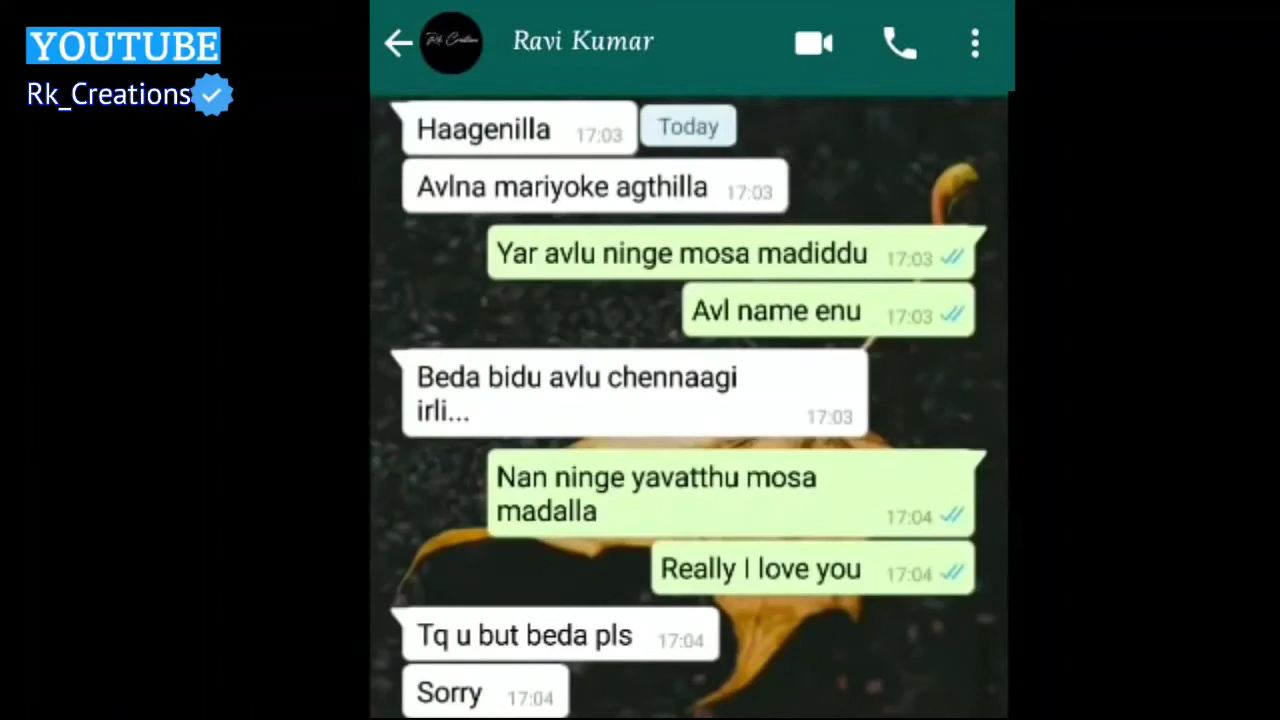 YOUTUBE
Rk_Creations
Rk Creation
Ravi Kumar
Haagenilla 17:03
Today
Avlna mariyoke agthilla 17:03
Yar avlu ninge mosa madiddu 17:03
Avl name enu 17:03
Beda bidu avlu chennaagi
irli... 17:03
Nan ninge yavatthu mosa
madalla 17:04
Really I love you 17:04
Tq u but beda pls 17:04
Sorry 17:04